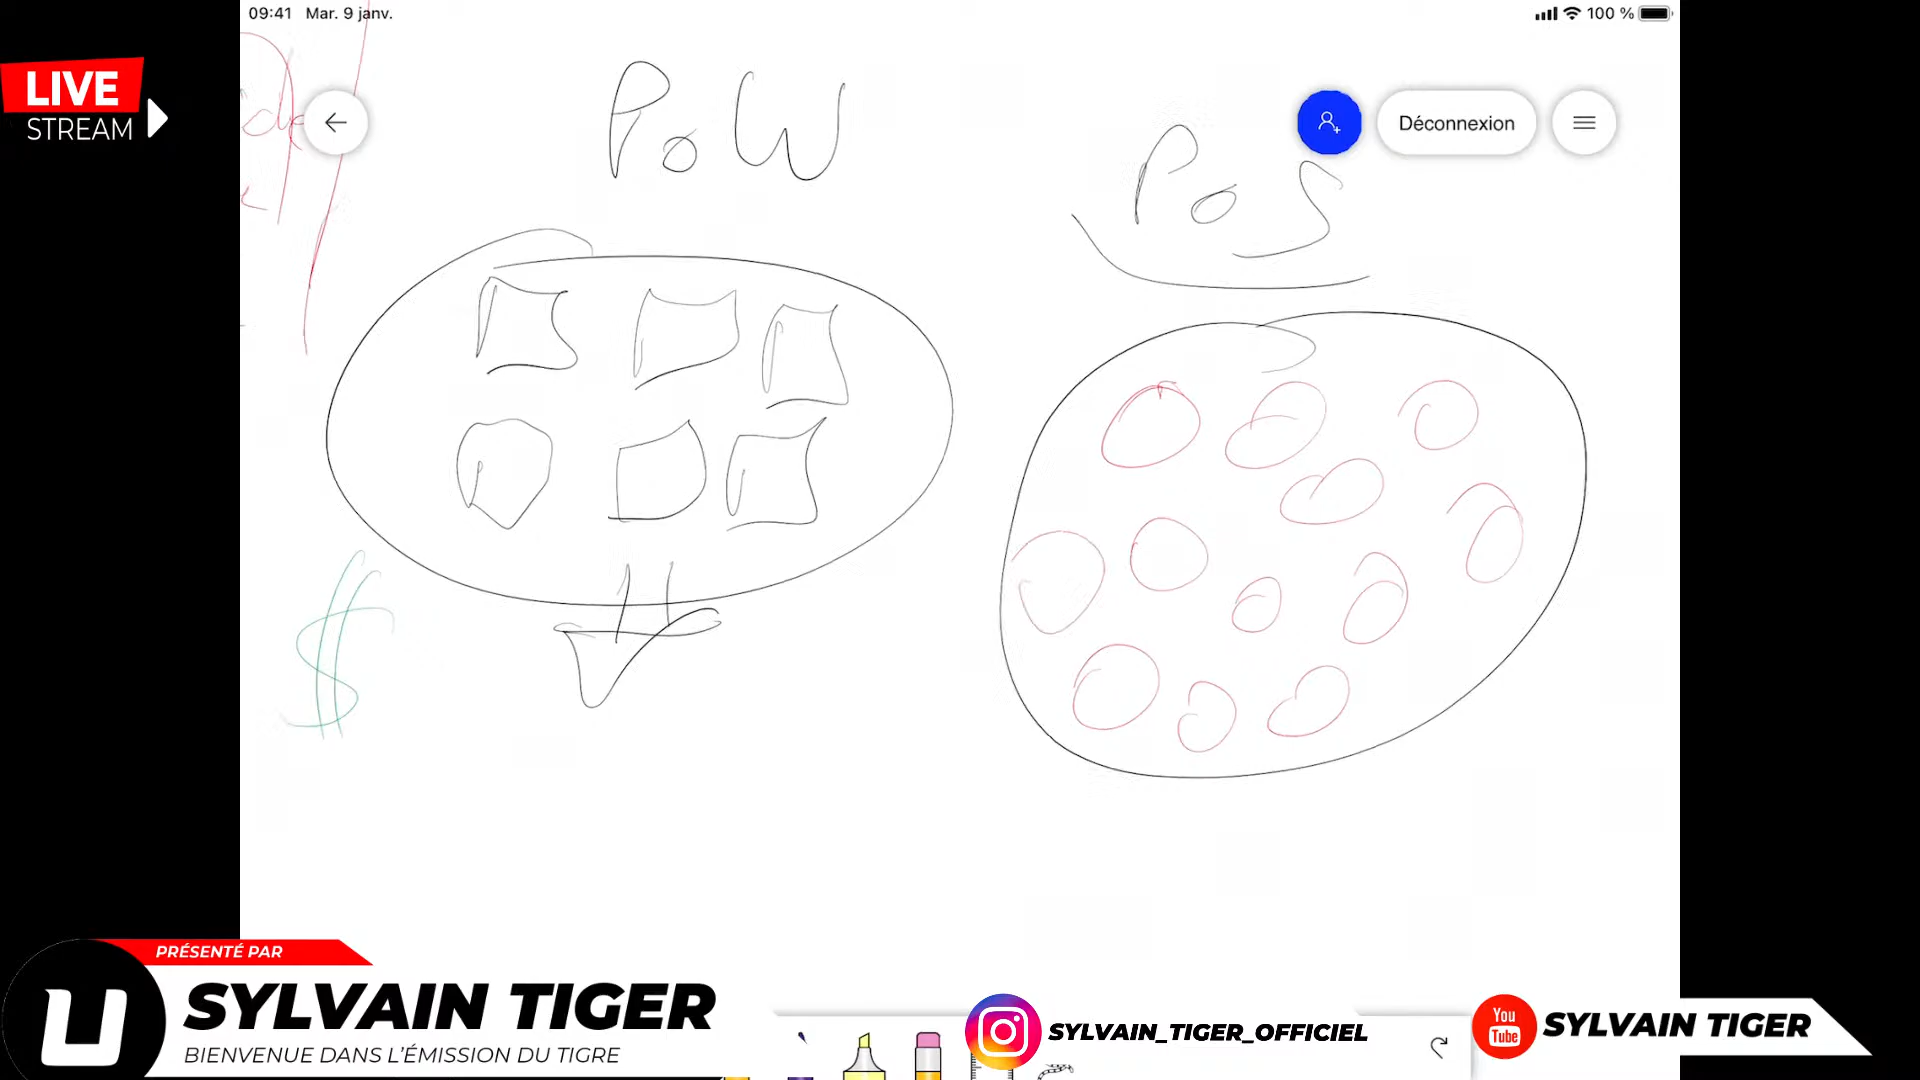 09:41 Mar. 9 janv.
100 %
LIVE
STREAM
PoW
PoS
Déconnexion
$
PRÉSENTÉ PAR
SYLVAIN TIGER
BIENVENUE DANS L'ÉMISSION DU TIGRE
SYLVAIN_TIGER_OFFICIEL
You
Tube
SYLVAIN TIGER